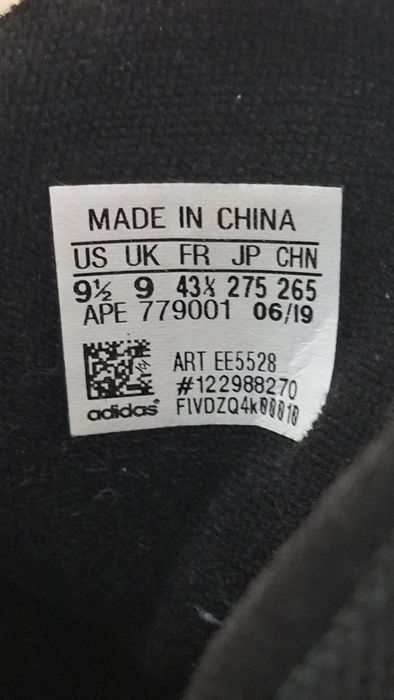 MADE IN CHINA
US UK FR JP CHN
9½ 9 43⅓ 275 265
APE 779001 06/19
ART EE5528
#122988270
adidas